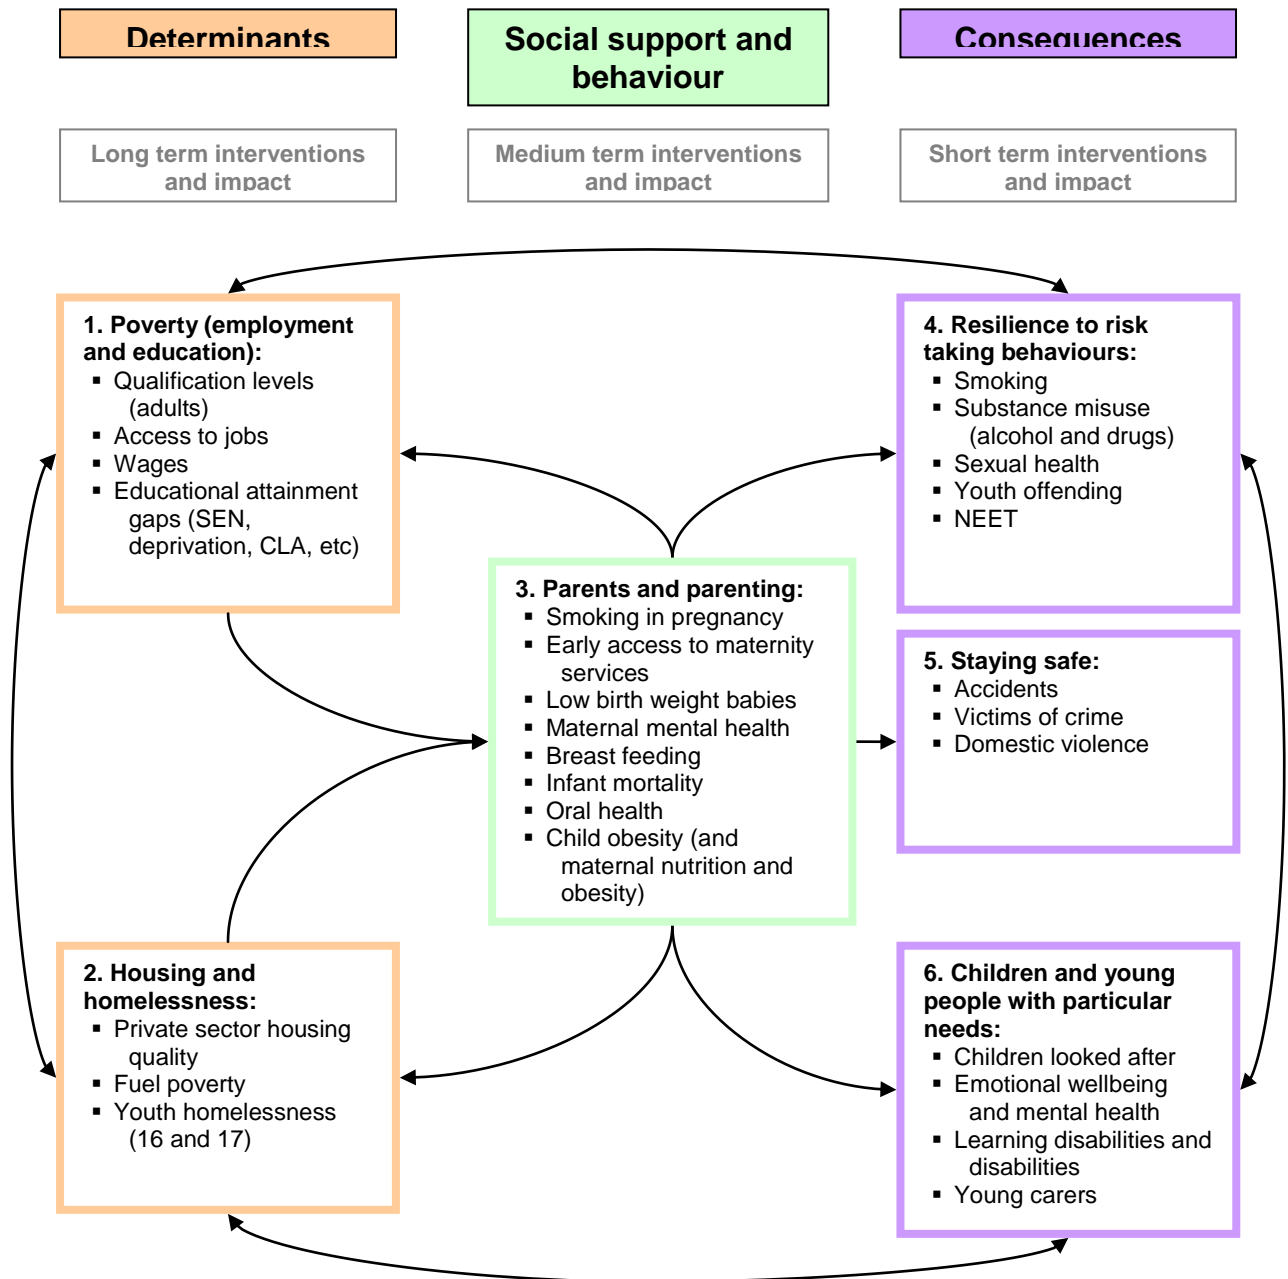 Determinants
Social support and
behaviour
Consequences
Long term interventions
and impact
Medium term interventions
and impact
Short term interventions
and impact
1. Poverty (employment
and education):
▪ Qualification levels
(adults)
▪ Access to jobs
▪ Wages
▪ Educational attainment
gaps (SEN,
deprivation, CLA, etc)
4. Resilience to risk
taking behaviours:
▪ Smoking
▪ Substance misuse
(alcohol and drugs)
▪ Sexual health
▪ Youth offending
▪ NEET
3. Parents and parenting:
▪ Smoking in pregnancy
▪ Early access to maternity
services
▪ Low birth weight babies
▪ Maternal mental health
▪ Breast feeding
▪ Infant mortality
▪ Oral health
▪ Child obesity (and
maternal nutrition and
obesity)
5. Staying safe:
▪ Accidents
▪ Victims of crime
▪ Domestic violence
2. Housing and
homelessness:
▪ Private sector housing
quality
▪ Fuel poverty
▪ Youth homelessness
(16 and 17)
6. Children and young
people with particular
needs:
▪ Children looked after
▪ Emotional wellbeing
and mental health
▪ Learning disabilities and
disabilities
▪ Young carers